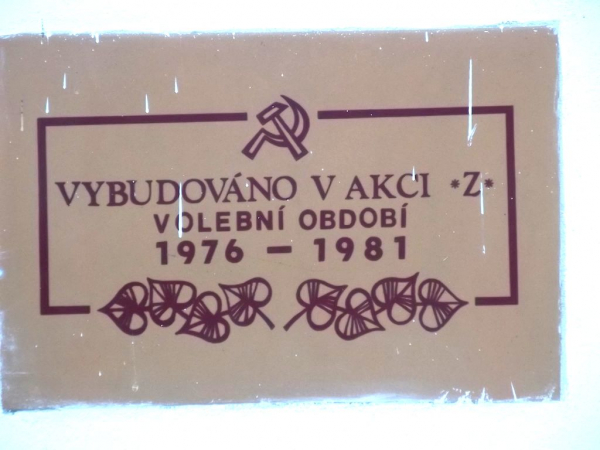 VYBUDOVÁNO V AKCI *Z*
VOLEBNÍ OBDOBÍ
1976 - 1981